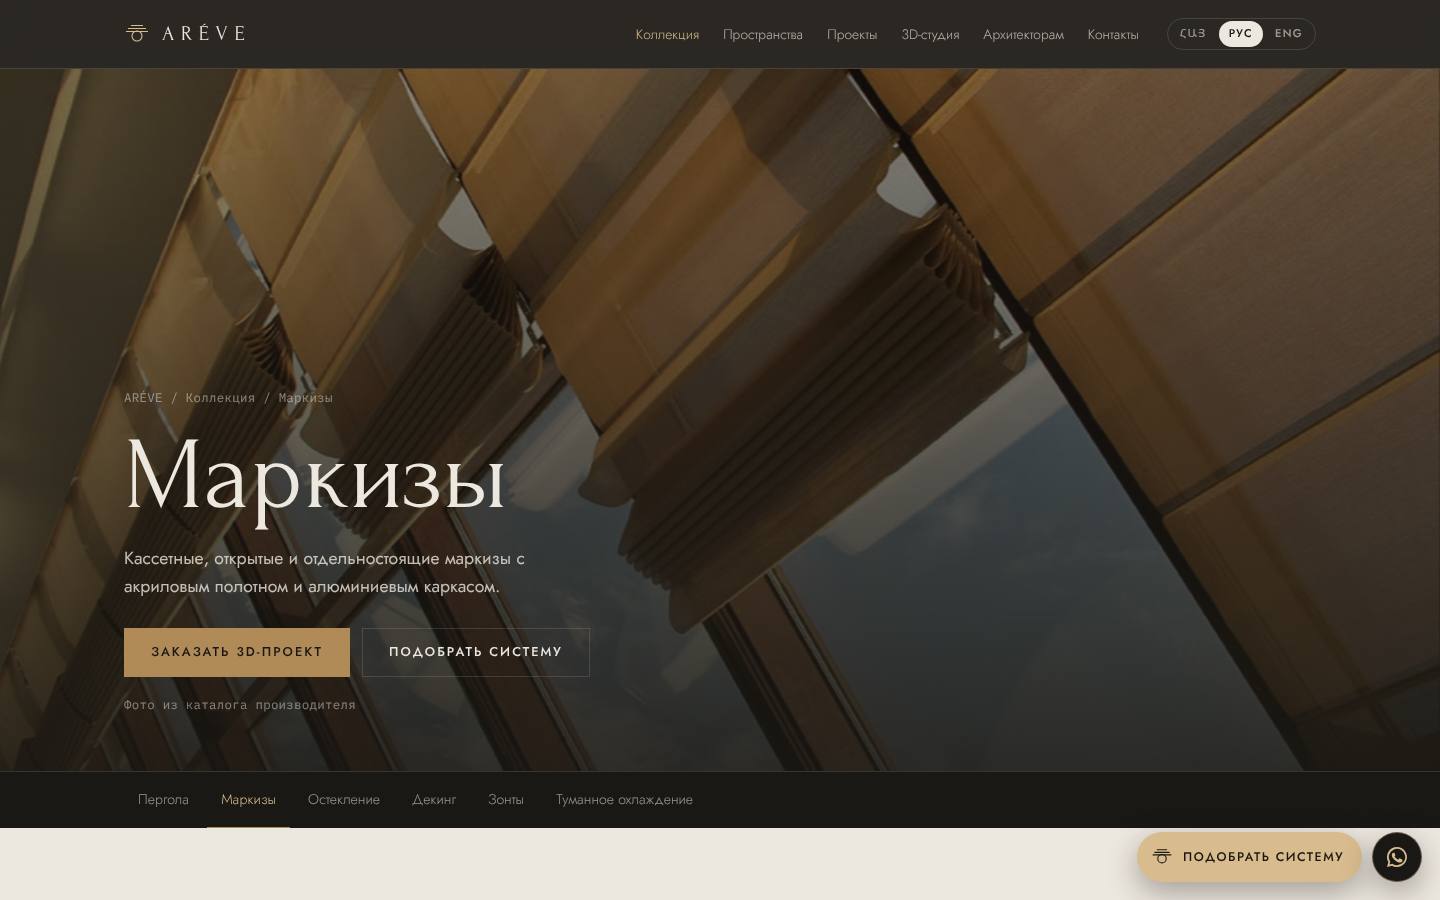 ARÉVE
Коллекция
Пространства
Проекты
3D-студия
Архитекторам
Контакты
ՀԱՅ
РУС
ENG
ARÉVE / Коллекция / Маркизы
Маркизы
Кассетные, открытые и отдельностоящие маркизы с
акриловым полотном и алюминиевым каркасом.
ЗАКАЗАТЬ 3D-ПРОЕКТ
ПОДОБРАТЬ СИСТЕМУ
Фото из каталога производителя
Пергола
Маркизы
Остекление
Декинг
Зонты
Туманное охлаждение
ПОДОБРАТЬ СИСТЕМУ